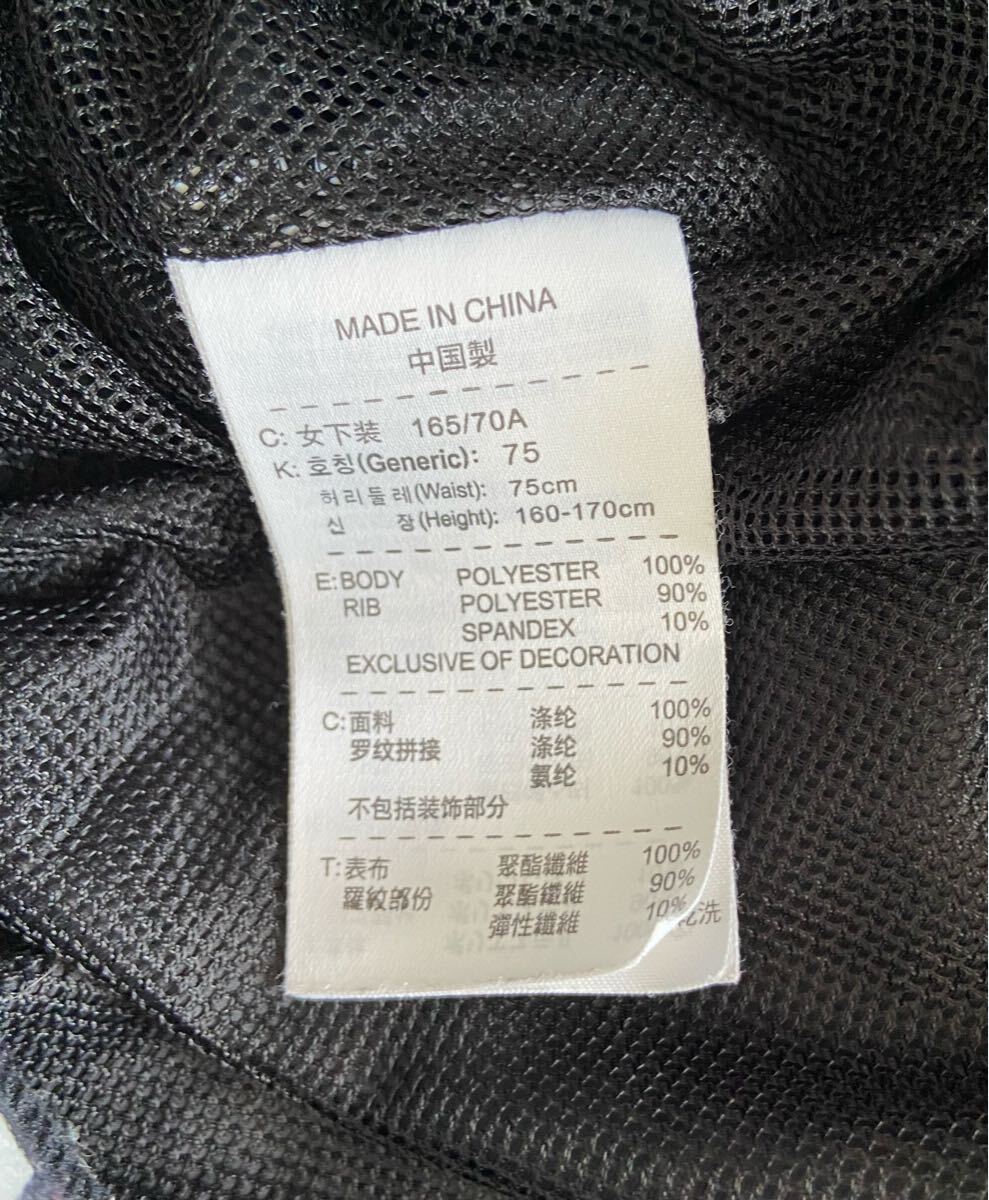 MADE IN CHINA
中国製
C: 女下装 165/70A
K: 호칭(Generic): 75
허리둘레(Waist): 75cm
신 장(Height): 160-170cm
E: BODY POLYESTER 100%
RIB POLYESTER 90%
SPANDEX 10%
EXCLUSIVE OF DECORATION
C: 面料 涤纶 100%
罗纹拼接 涤纶 90%
氨纶 10%
不包括装饰部分
T: 表布 聚酯纖維 100%
羅紋部份 聚酯纖維 90%
彈性纖維 10%
洗